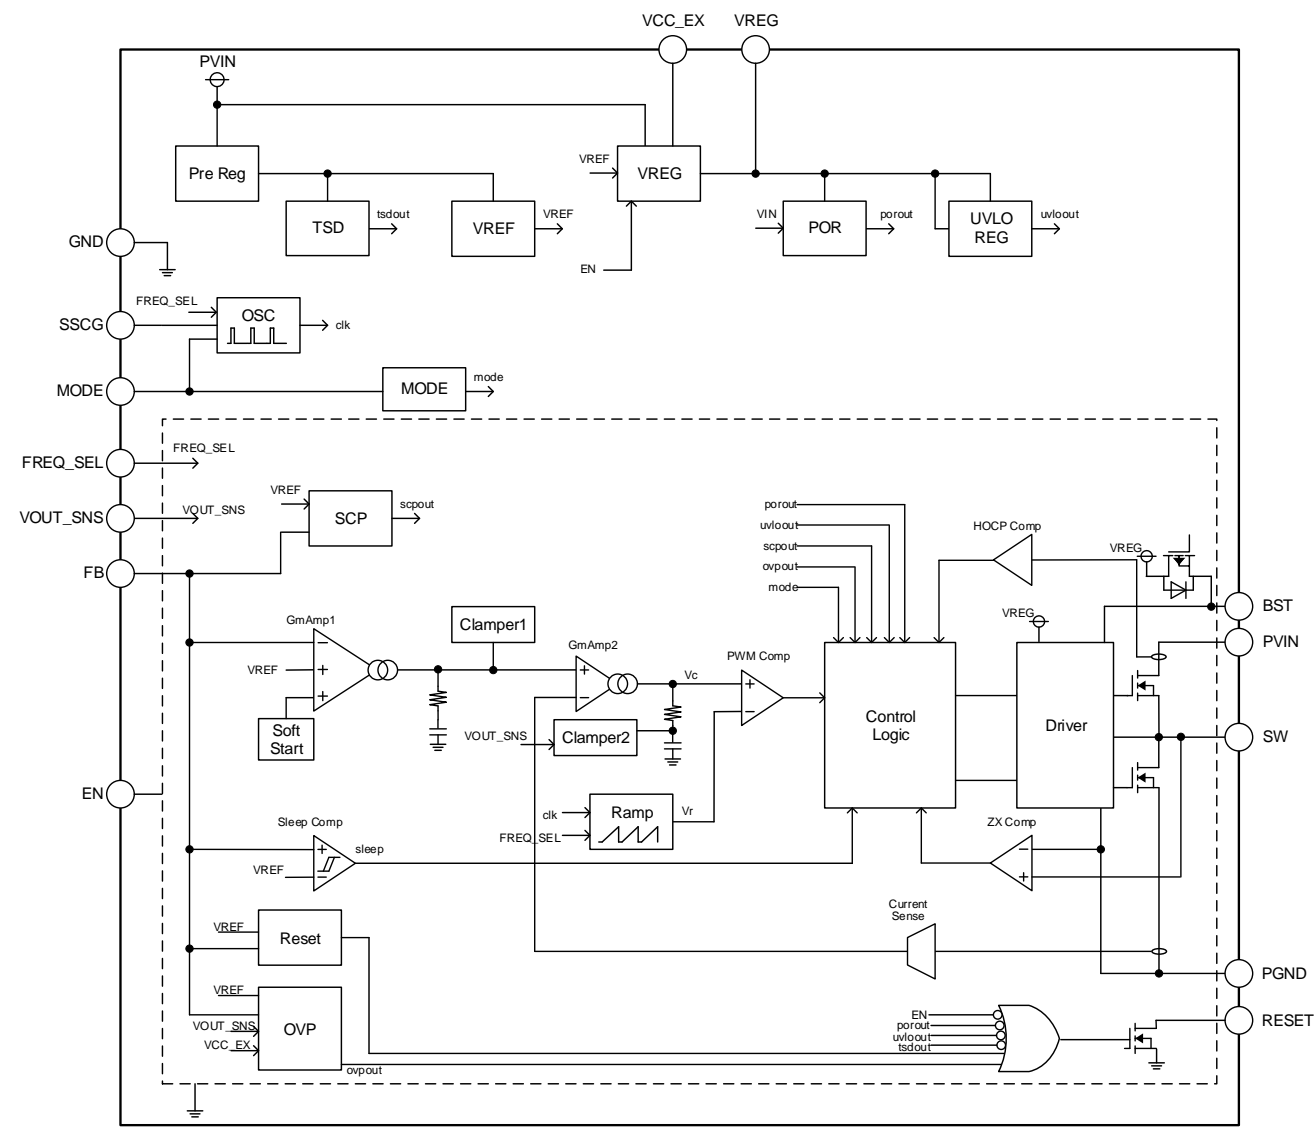 VCC_EX VREG
PVIN
Pre Reg
VREF
VREG
TSD
tsdout
VREF
VREF
VIN
POR
porout
UVLO
REG
uvloout
EN
GND
FREQ_SEL
OSC
SSCG
clk
MODE
MODE
mode
FREQ_SEL
FREQ_SEL
VOUT_SNS
VOUT_SNS
VREF
SCP
scpout
FB
porout
uvloout
scpout
ovpout
mode
HOCP Comp
VREG
BST
PVIN
GmAmp1
VREF
Soft
Start
Clamper1
GmAmp2
Vc
PWM Comp
VOUT_SNS
Clamper2
Control
Logic
VREG
Driver
SW
EN
clk
FREQ_SEL
Ramp
Vr
Sleep Comp
VREF
sleep
ZX Comp
Current
Sense
VREF
Reset
PGND
VREF
VOUT_SNS
VCC_EX
OVP
ovpout
EN
porout
uvloout
tsdout
RESET